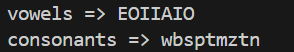 vowels => EOIIAIO
consonants => wbsptmztn